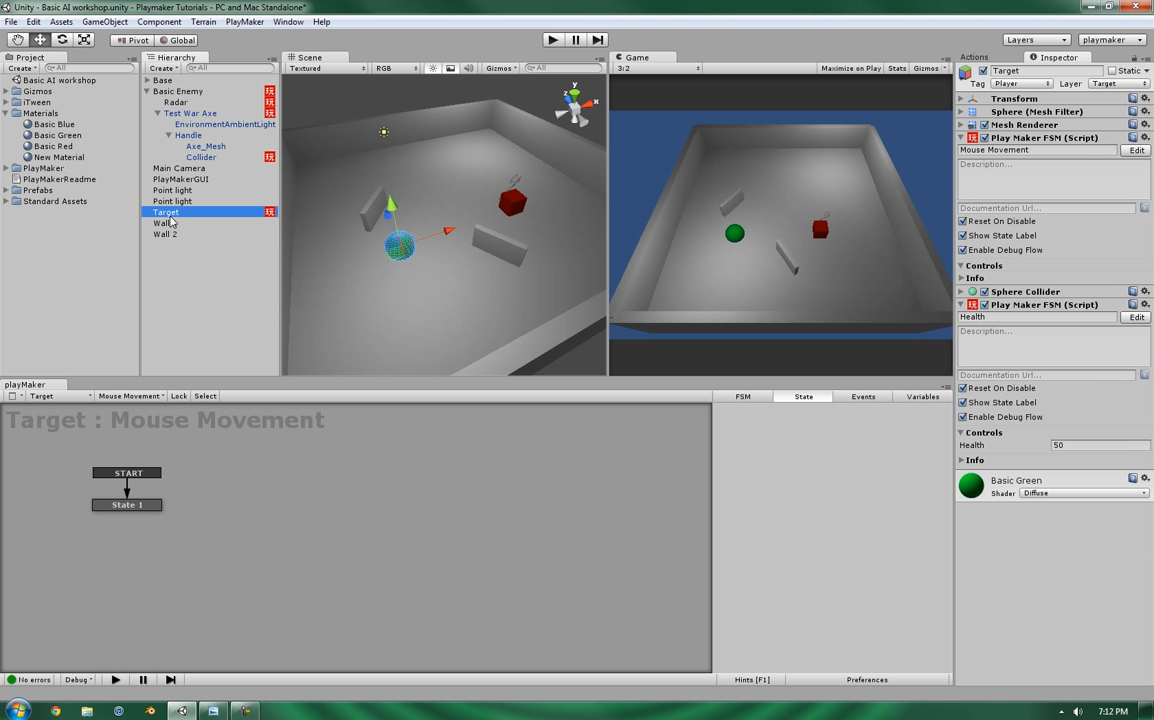 Unity - Basic AI workshop.unity - Playmaker Tutorials - PC and Mac Standalone*
File Edit Assets GameObject Component Terrain PlayMaker Window Help
Pivot Global Layers playmaker
Project Hierarchy Scene Game Actions Inspector
Create All Create All Textured RGB Gizmos All 3:2 Maximize on Play Stats Gizmos
Basic AI workshop
Gizmos
iTween
Materials
Basic Blue
Basic Green
Basic Red
New Material
PlayMaker
PlayMakerReadme
Prefabs
Standard Assets
Base
Basic Enemy
Radar
Test War Axe
EnvironmentAmbientLight
Handle
Axe_Mesh
Collider
Main Camera
PlayMakerGUI
Point light
Point light
Target
Wall
Wall 2
z x
Target Static
Tag Player Layer Target
Transform
Sphere (Mesh Filter)
Mesh Renderer
Play Maker FSM (Script)
Mouse Movement Edit
Description...
Documentation Url...
Reset On Disable
Show State Label
Enable Debug Flow
Controls
Info
Sphere Collider
Play Maker FSM (Script)
Health Edit
Description...
Documentation Url...
Reset On Disable
Show State Label
Enable Debug Flow
Controls
Health 50
Info
Basic Green
Shader Diffuse
playMaker
Target Mouse Movement Lock Select FSM State Events Variables
Target : Mouse Movement
START
State 1
No errors Debug Hints [F1] Preferences
7:12 PM